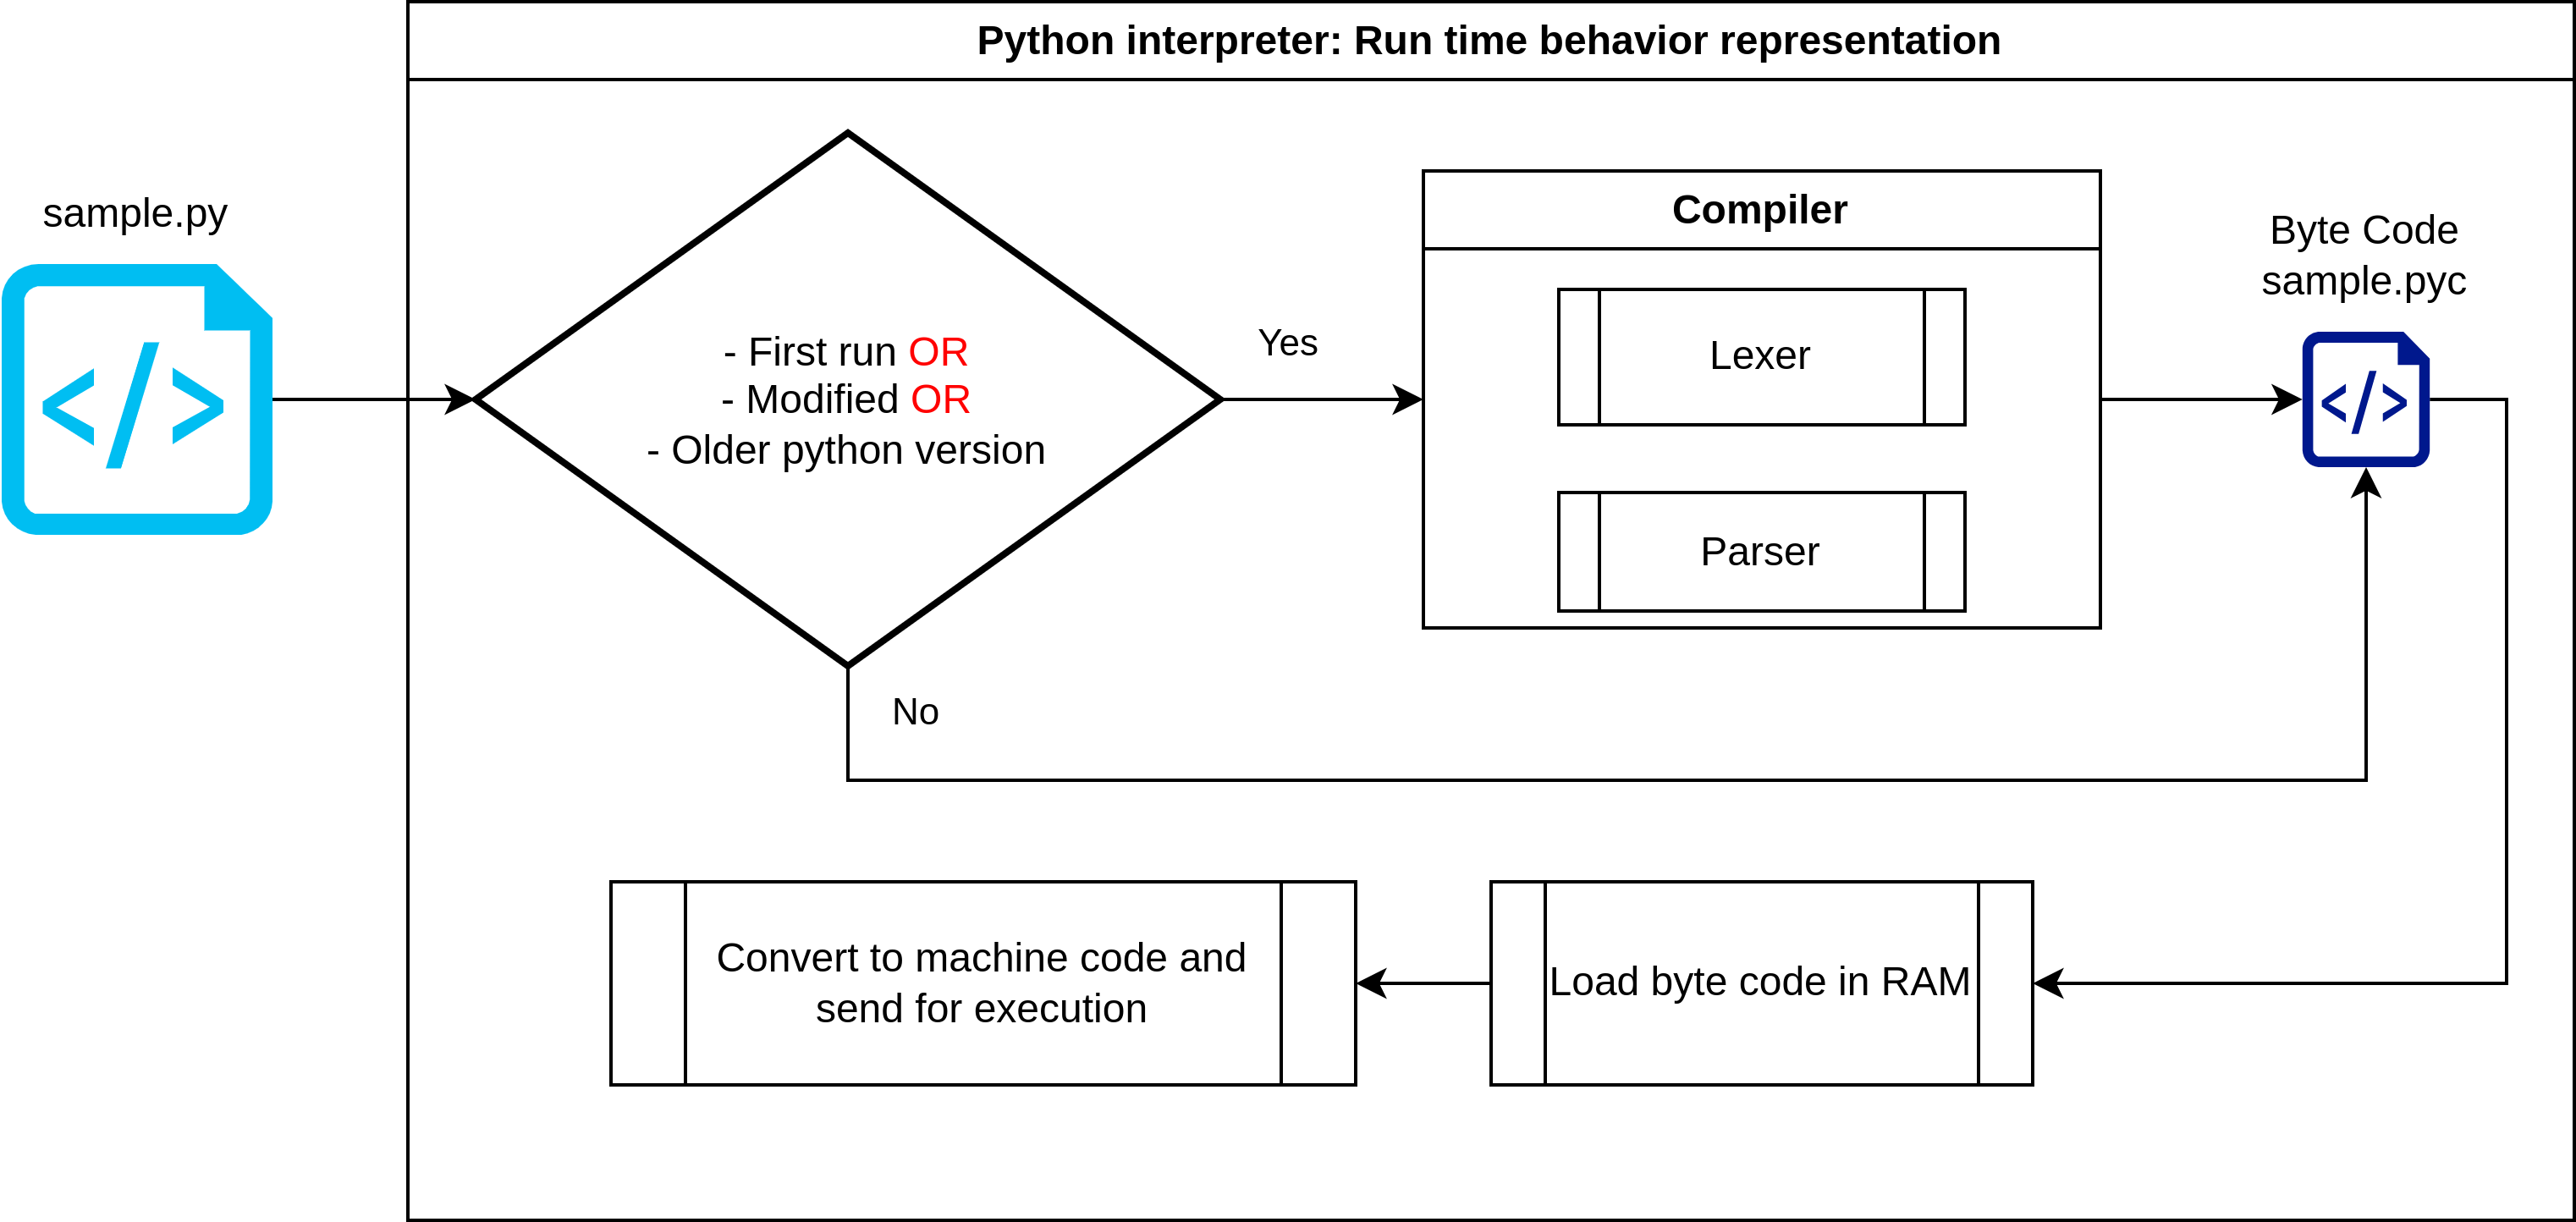 Python interpreter: Run time behavior representation
sample.py
</>
- First run OR
- Modified OR
- Older python version
Yes
No
Compiler
Lexer
Parser
Byte Code
sample.pyc
</>
Load byte code in RAM
Convert to machine code and
send for execution